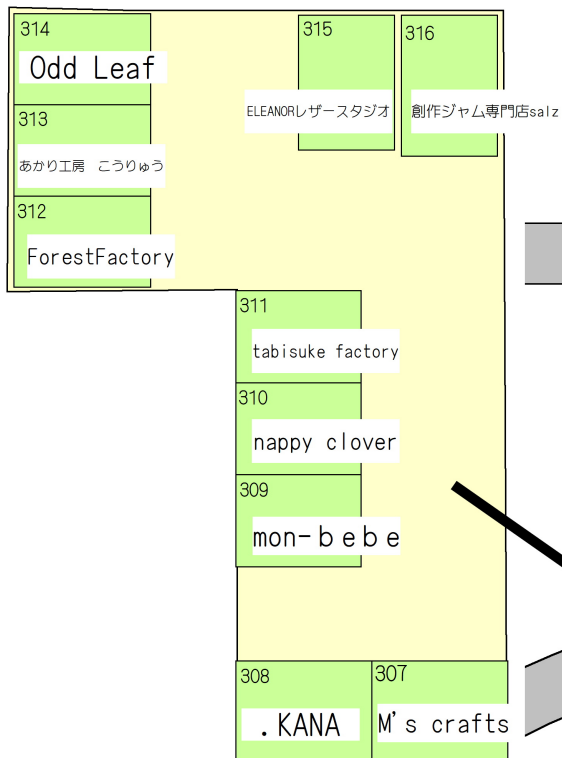 314
Odd Leaf
315
ELEANORレザースタジオ
316
創作ジャム専門店salz
313
あかり工房　こうりゅう
312
ForestFactory
311
tabisuke factory
310
nappy clover
309
mon-ｂｅｂｅ
308
．KANA
307
M's crafts